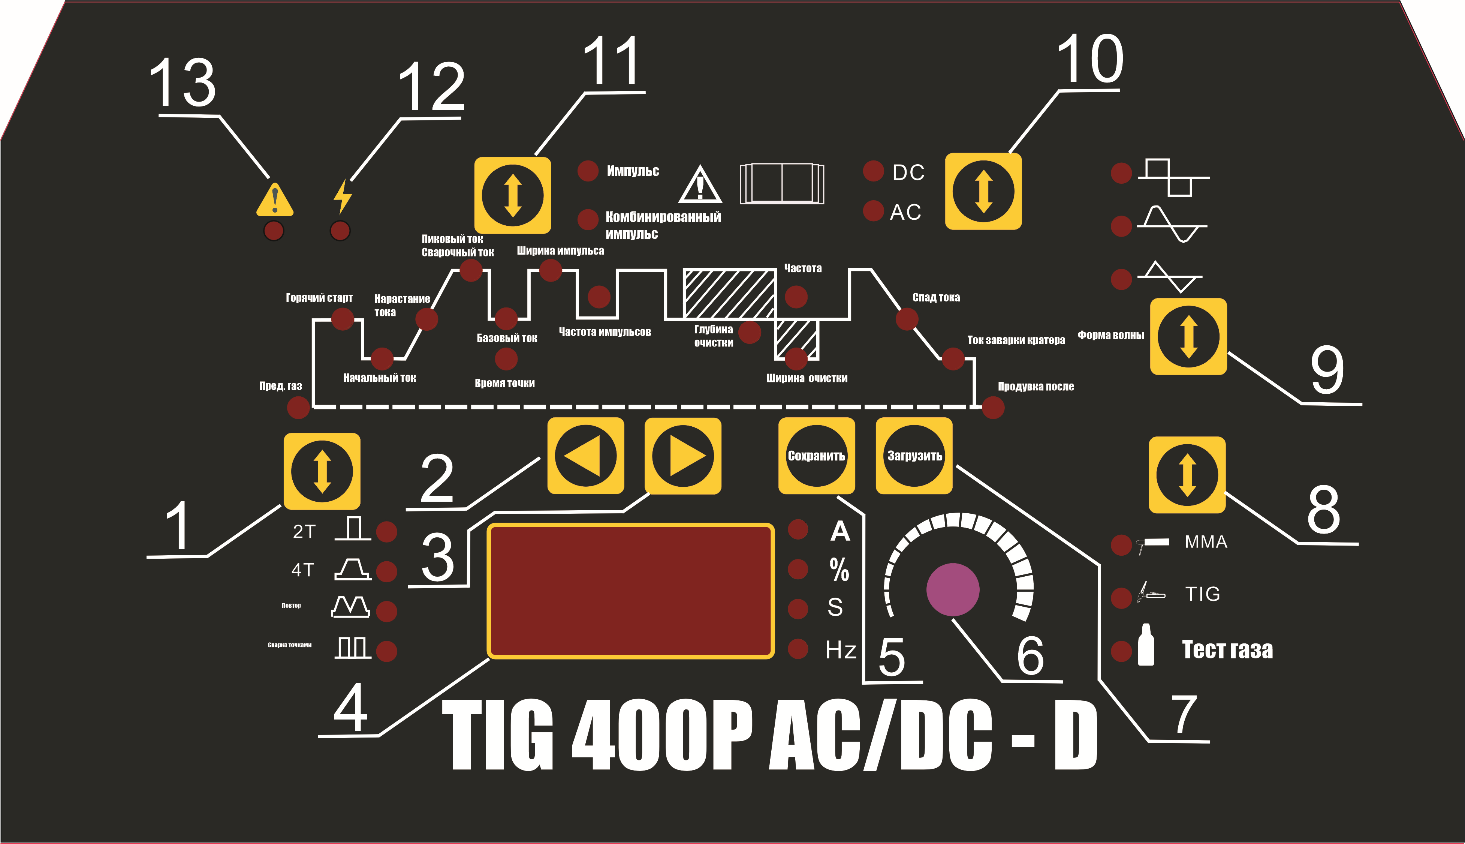 13
12
11
10
Импульс
Комбинированный
импульс
DC
AC
Пиковый ток
Сварочный ток
Ширина импульса
Частота
Горячий старт
Нарастание
тока
Спад тока
Базовый ток
Частота импульсов
Глубина
очистки
Ток заварки кратера
Форма волны
9
Начальный ток
Время точки
Ширина очистки
Пред. газ
Продувка после
1
2
3
Сохранить
Загрузить
8
2T
4T
Повтор
Сварка точками
A
%
S
Hz
MMA
TIG
Тест газа
4
5
6
7
TIG 400P AC/DC - D